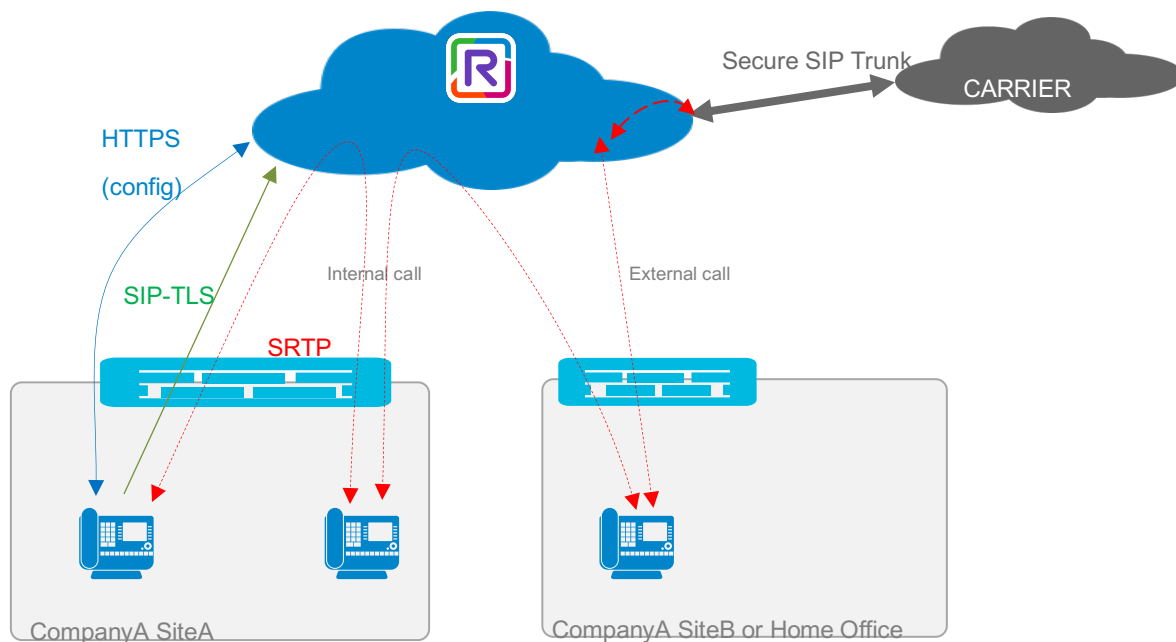 R
Secure SIP Trunk
CARRIER
HTTPS
(config)
Internal call
External call
SIP-TLS
SRTP
CompanyA SiteA
CompanyA SiteB or Home Office